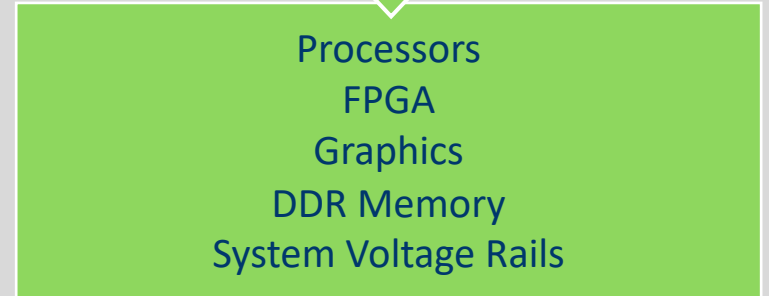 Processors
FPGA
Graphics
DDR Memory
System Voltage Rails